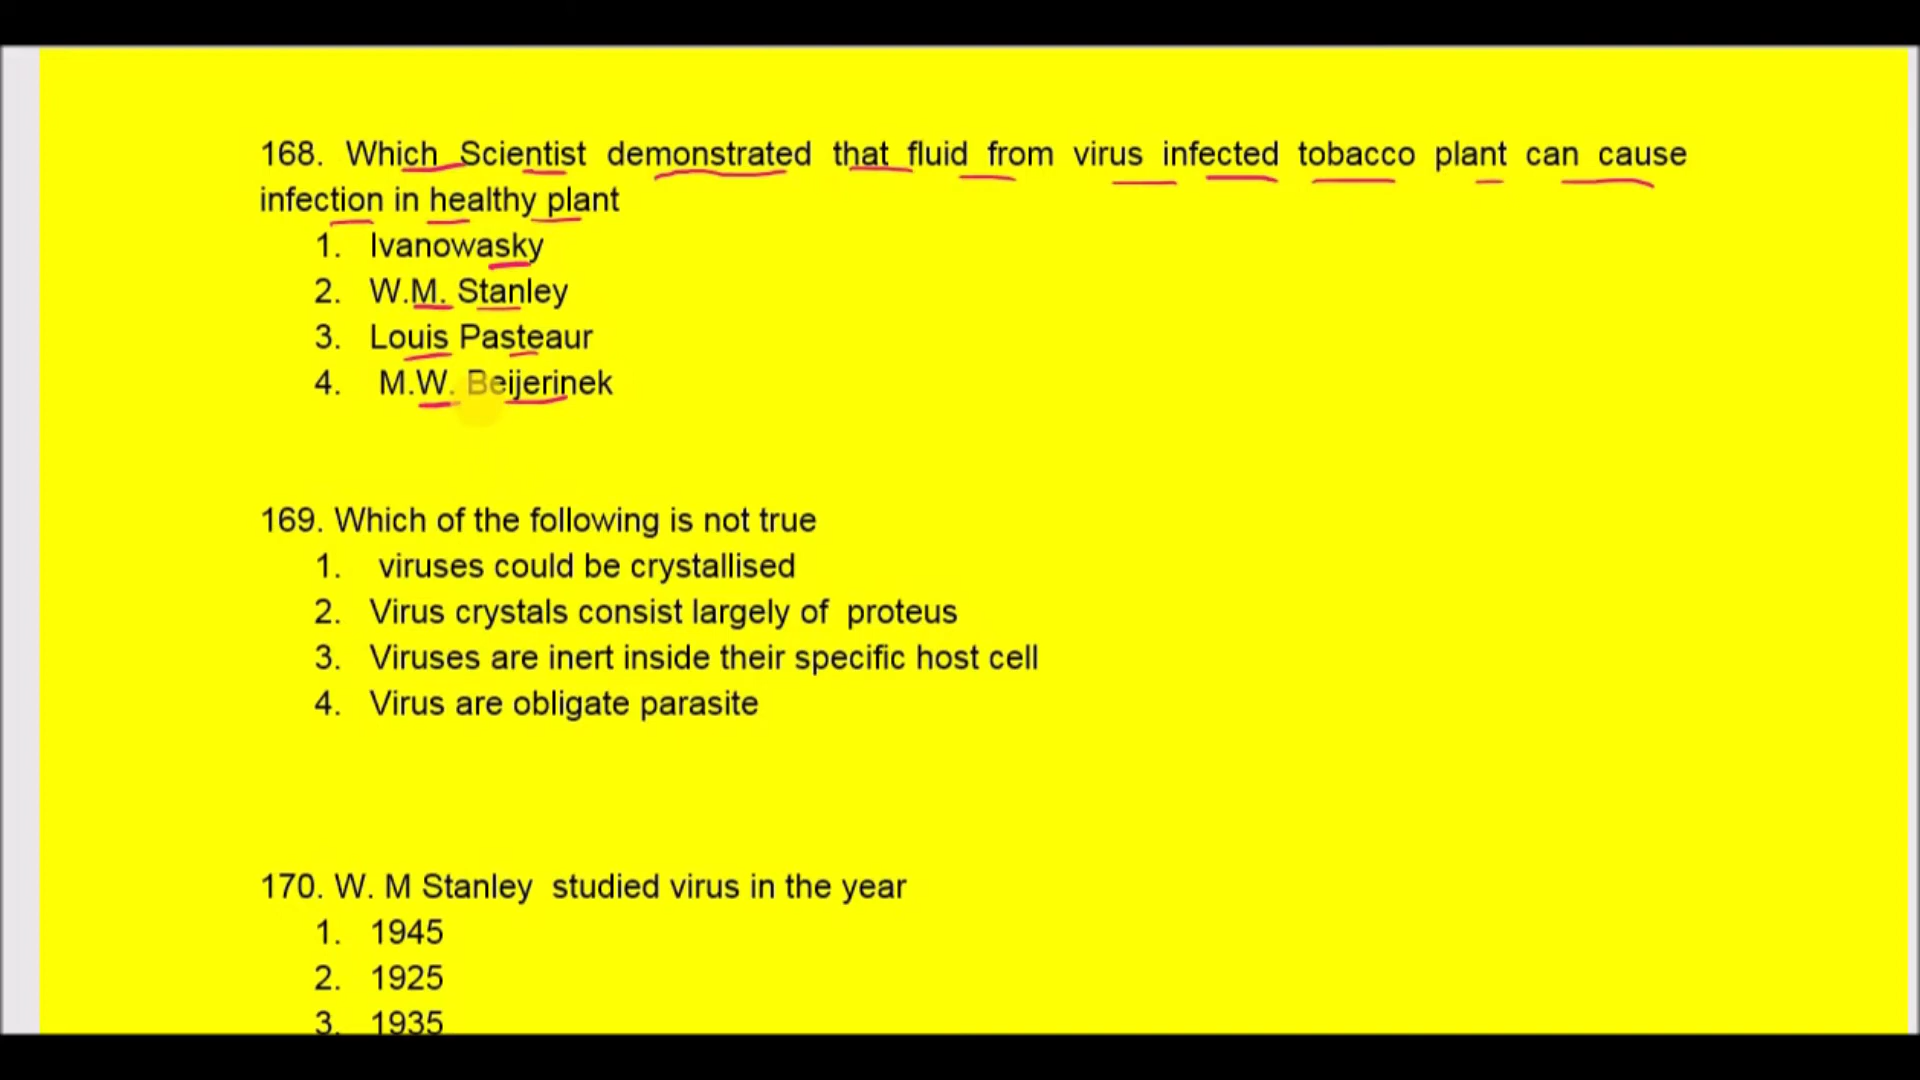 168. Which Scientist demonstrated that fluid from virus infected tobacco plant can cause
infection in healthy plant
1. Ivanowasky
2. W.M. Stanley
3. Louis Pasteaur
4. M.W. Beijerinek
169. Which of the following is not true
1. viruses could be crystallised
2. Virus crystals consist largely of proteus
3. Viruses are inert inside their specific host cell
4. Virus are obligate parasite
170. W. M Stanley studied virus in the year
1. 1945
2. 1925
3. 1935